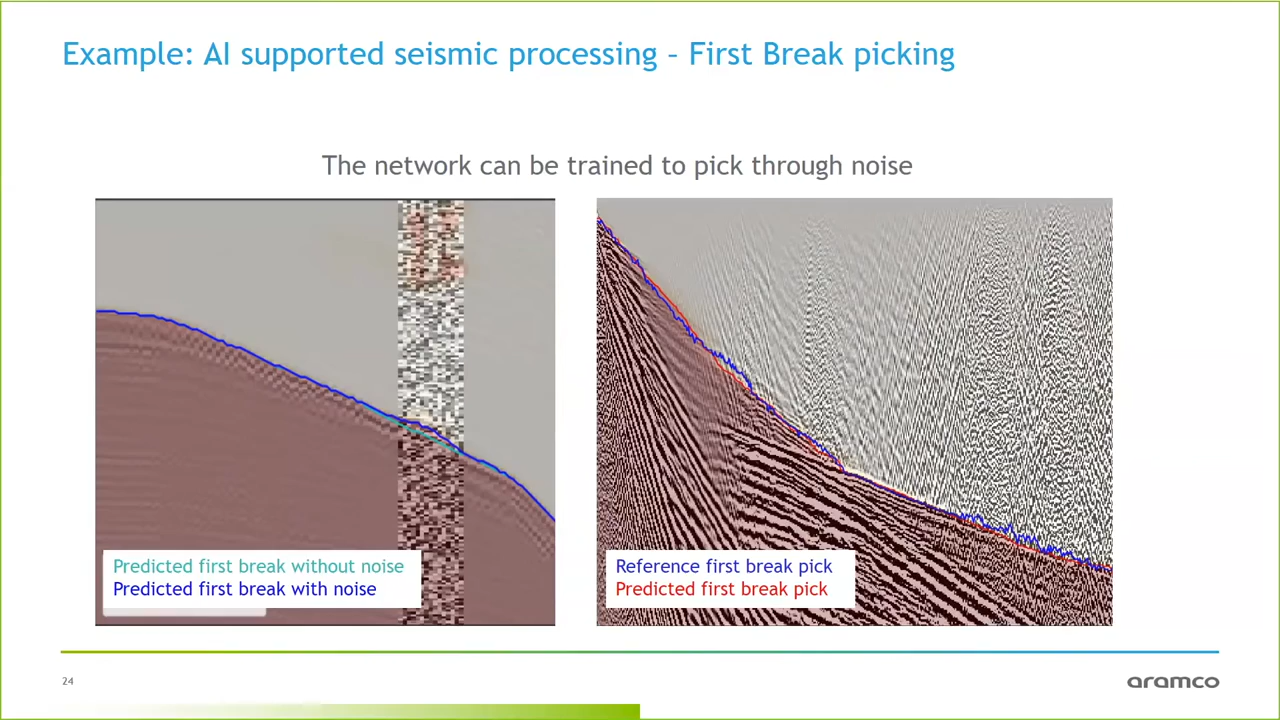 Example: AI supported seismic processing – First Break picking
The network can be trained to pick through noise
Predicted first break without noise
Predicted first break with noise
Reference first break pick
Predicted first break pick
24
aramco